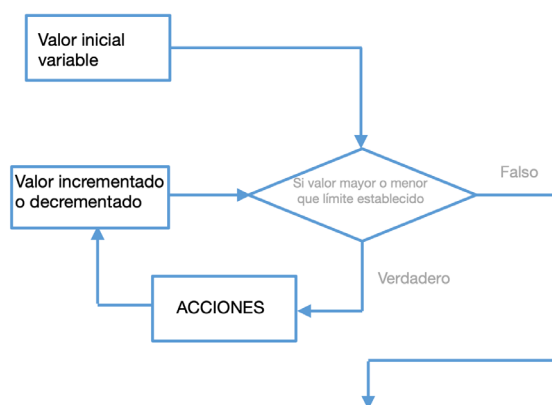 Valor inicial
variable
Si valor mayor o menor
que límite establecido
Falso
Valor incrementado
o decrementado
Verdadero
ACCIONES